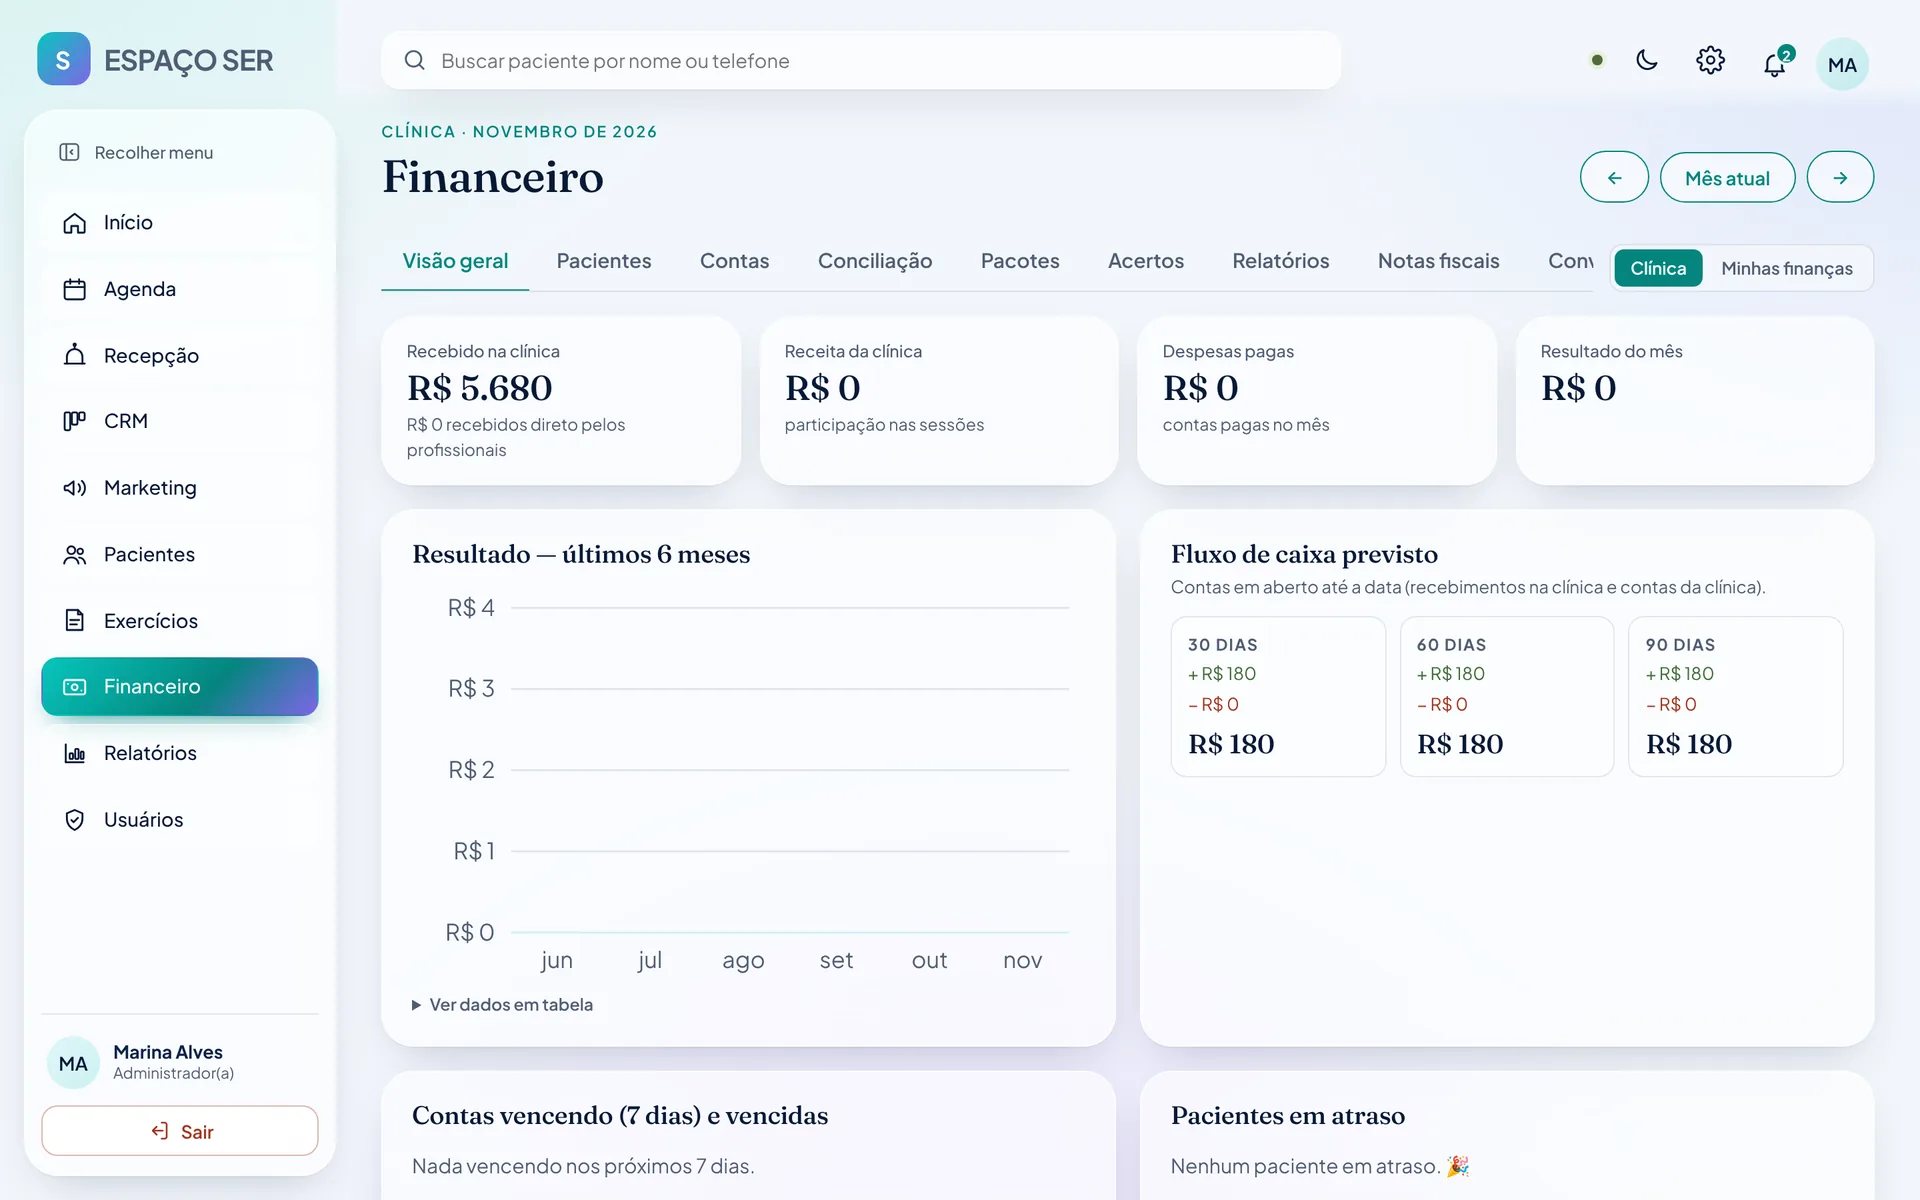 S ESPAÇO SER
Buscar paciente por nome ou telefone
2
MA
Recolher menu
Início
Agenda
Recepção
CRM
Marketing
Pacientes
Exercícios
Financeiro
Relatórios
Usuários
MA
Marina Alves
Administrador(a)
Sair
CLÍNICA · NOVEMBRO DE 2026
Financeiro
← Mês atual →
Visão geral Pacientes Contas Conciliação Pacotes Acertos Relatórios Notas fiscais
Clínica Minhas finanças
Recebido na clínica
R$ 5.680
R$ 0 recebidos direto pelos
profissionais
Receita da clínica
R$ 0
participação nas sessões
Despesas pagas
R$ 0
contas pagas no mês
Resultado do mês
R$ 0
Resultado — últimos 6 meses
R$ 4
R$ 3
R$ 2
R$ 1
R$ 0
jun jul ago set out nov
Ver dados em tabela
Fluxo de caixa previsto
Contas em aberto até a data (recebimentos na clínica e contas da clínica).
30 DIAS
+ R$ 180
– R$ 0
R$ 180
60 DIAS
+ R$ 180
– R$ 0
R$ 180
90 DIAS
+ R$ 180
– R$ 0
R$ 180
Contas vencendo (7 dias) e vencidas
Nada vencendo nos próximos 7 dias.
Pacientes em atraso
Nenhum paciente em atraso. 🎉